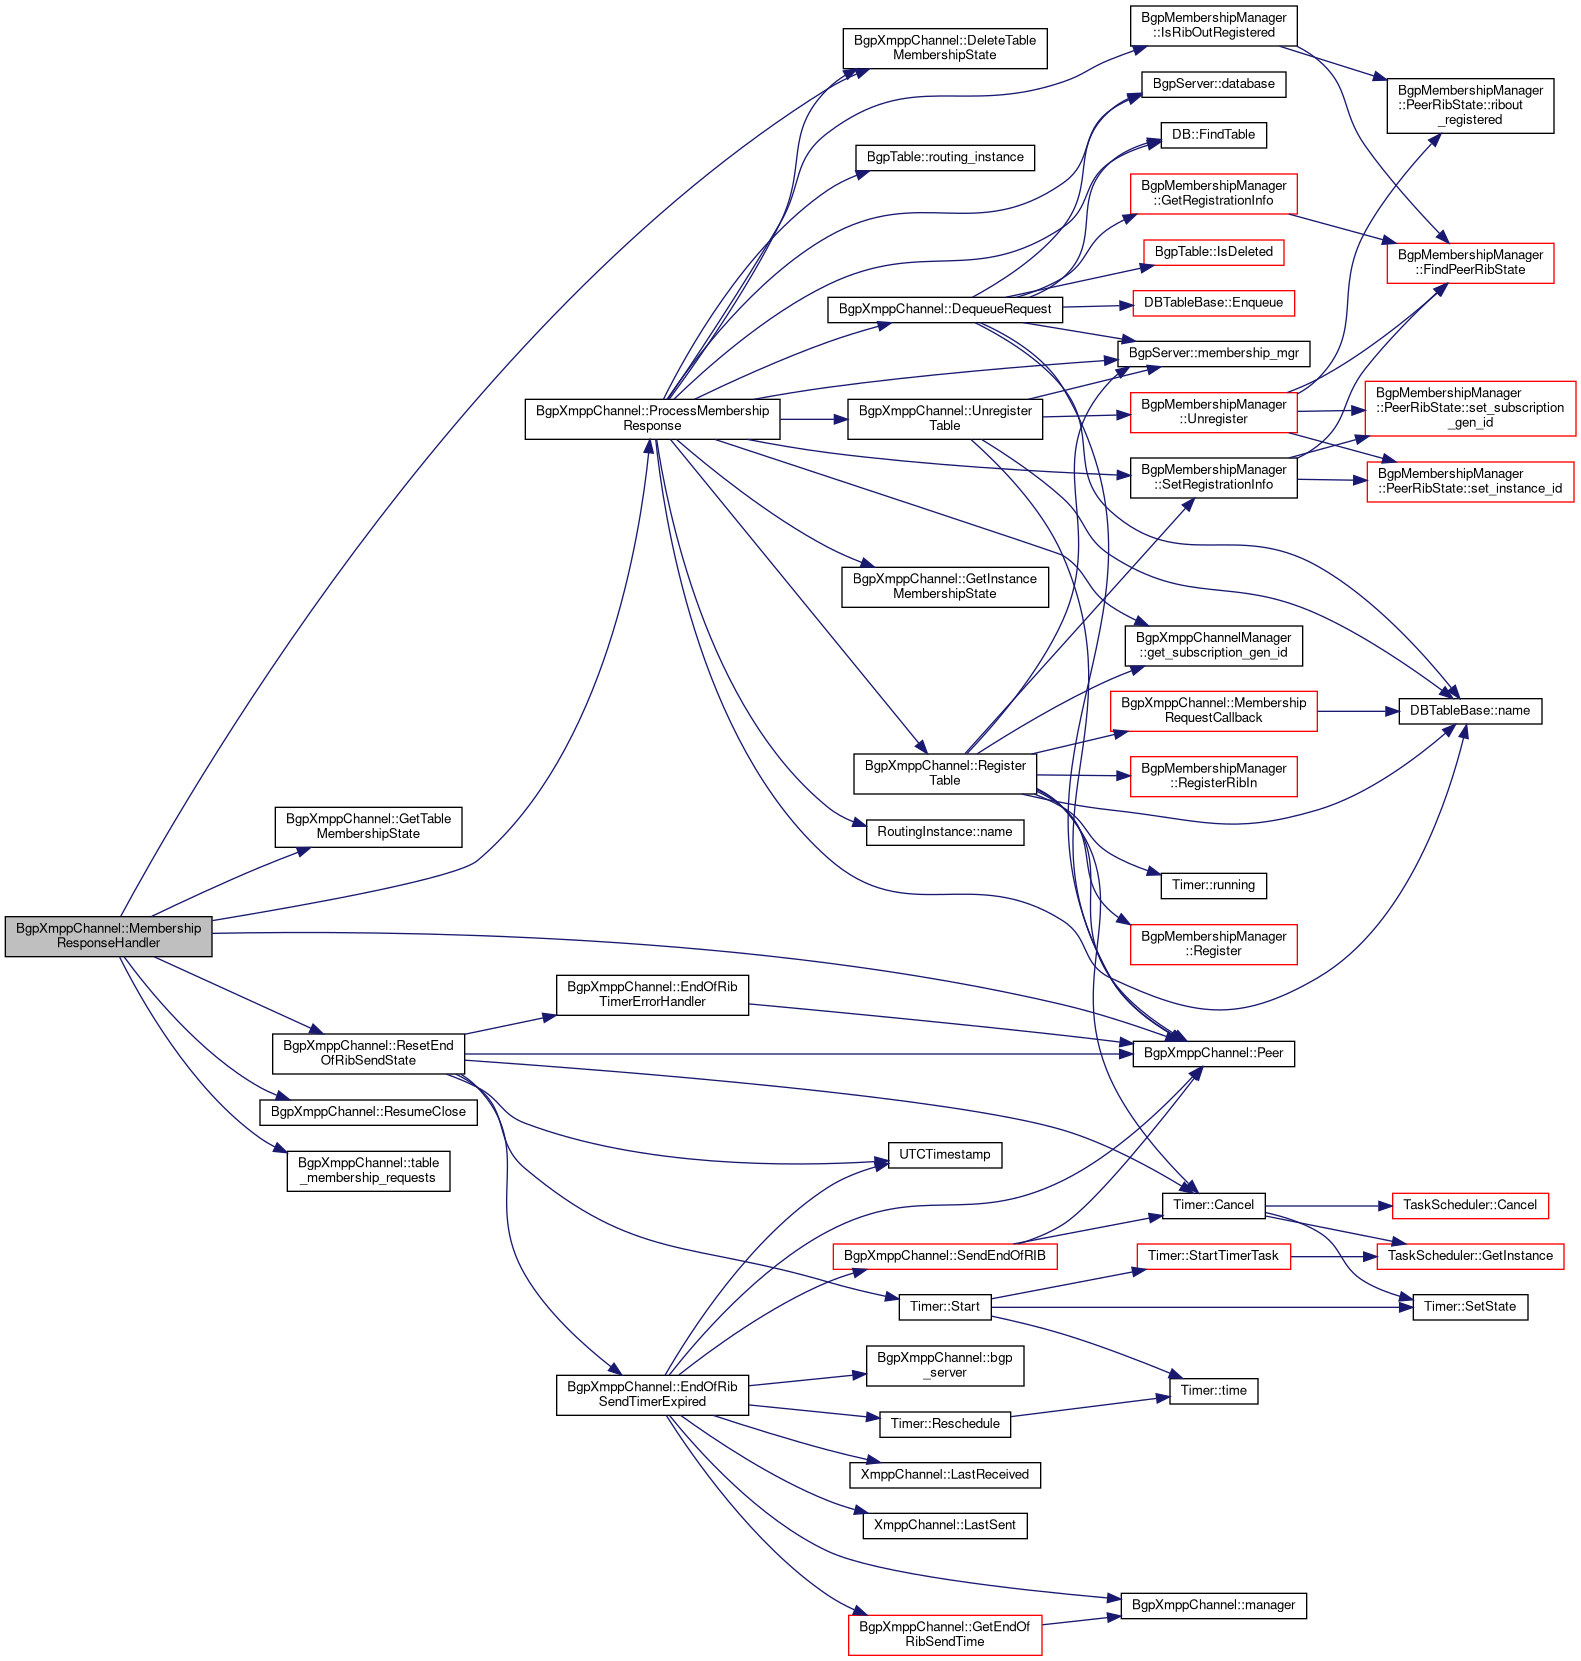 BgpXmppChannel::Membership
ResponseHandler
BgpXmppChannel::GetTable
MembershipState
BgpXmppChannel::ResetEnd
OfRibSendState
BgpXmppChannel::ResumeClose
BgpXmppChannel::table
_membership_requests
BgpXmppChannel::ProcessMembership
Response
BgpXmppChannel::EndOfRib
TimerErrorHandler
BgpXmppChannel::EndOfRib
SendTimerExpired
BgpXmppChannel::DeleteTable
MembershipState
BgpTable::routing_instance
BgpXmppChannel::DequeueRequest
BgpXmppChannel::Unregister
Table
BgpXmppChannel::GetInstance
MembershipState
BgpXmppChannel::Register
Table
RoutingInstance::name
UTCTimestamp
BgpXmppChannel::SendEndOfRIB
Timer::Start
BgpXmppChannel::bgp
_server
Timer::Reschedule
XmppChannel::LastReceived
XmppChannel::LastSent
BgpXmppChannel::GetEndOf
RibSendTime
BgpMembershipManager
::IsRibOutRegistered
BgpServer::database
DB::FindTable
BgpMembershipManager
::GetRegistrationInfo
BgpTable::IsDeleted
DBTableBase::Enqueue
BgpServer::membership_mgr
BgpMembershipManager
::Unregister
BgpMembershipManager
::SetRegistrationInfo
BgpXmppChannelManager
::get_subscription_gen_id
BgpXmppChannel::Membership
RequestCallback
BgpMembershipManager
::RegisterRibIn
Timer::running
BgpMembershipManager
::Register
BgpXmppChannel::Peer
Timer::Cancel
Timer::StartTimerTask
Timer::time
BgpXmppChannel::manager
BgpMembershipManager
::PeerRibState::ribout
_registered
BgpMembershipManager
::FindPeerRibState
BgpMembershipManager
::PeerRibState::set_subscription
_gen_id
BgpMembershipManager
::PeerRibState::set_instance_id
DBTableBase::name
TaskScheduler::Cancel
TaskScheduler::GetInstance
Timer::SetState